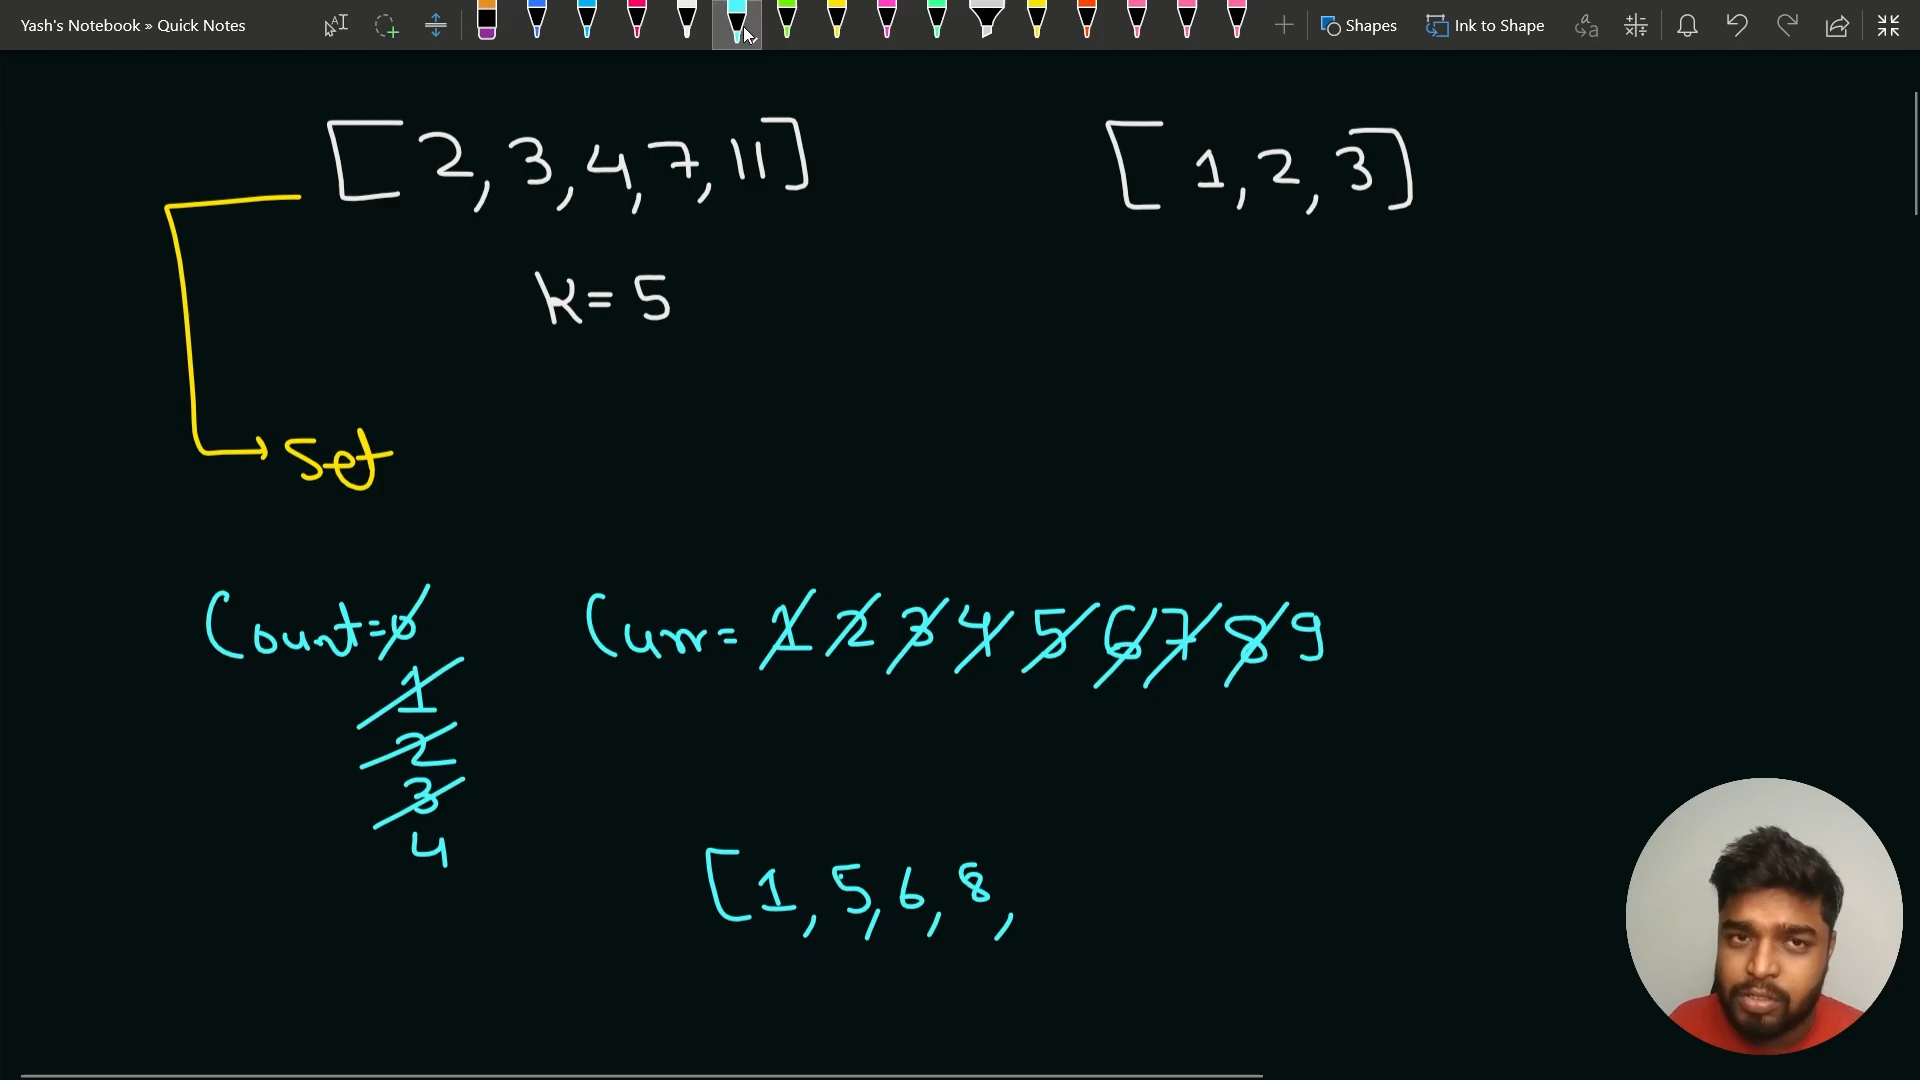 Yash's Notebook » Quick Notes
Shapes
Ink to Shape
[2, 3, 4, 7, 11]
[1, 2, 3]
K = 5
Set
Count = 0
Curr = 1 2 3 4 5 6 7 8 9
1
2
3
4
[1, 5, 6, 8,